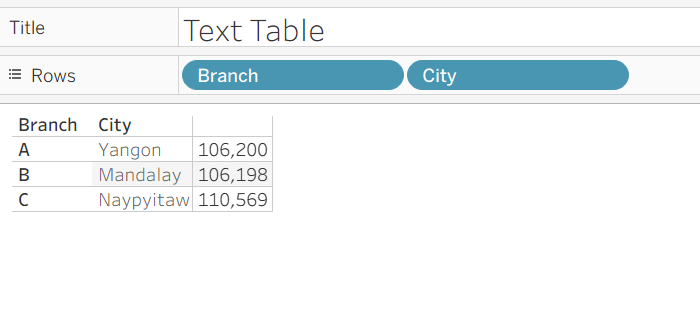 Title Text Table
Rows Branch City
Branch City
A Yangon 106,200
B Mandalay 106,198
C Naypyitaw 110,569